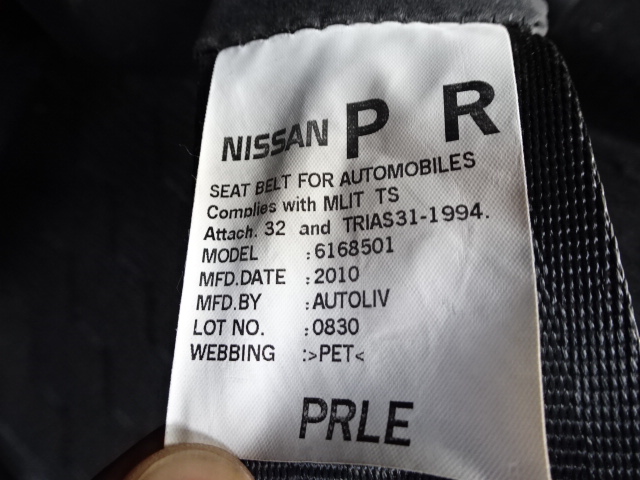 NISSAN P R
SEAT BELT FOR AUTOMOBILES
Complies with MLIT TS
Attach. 32 and TRIAS31-1994.
MODEL :6168501
MFD.DATE :2010
MFD.BY :AUTOLIV
LOT NO. :0830
WEBBING :>PET<
PRLE